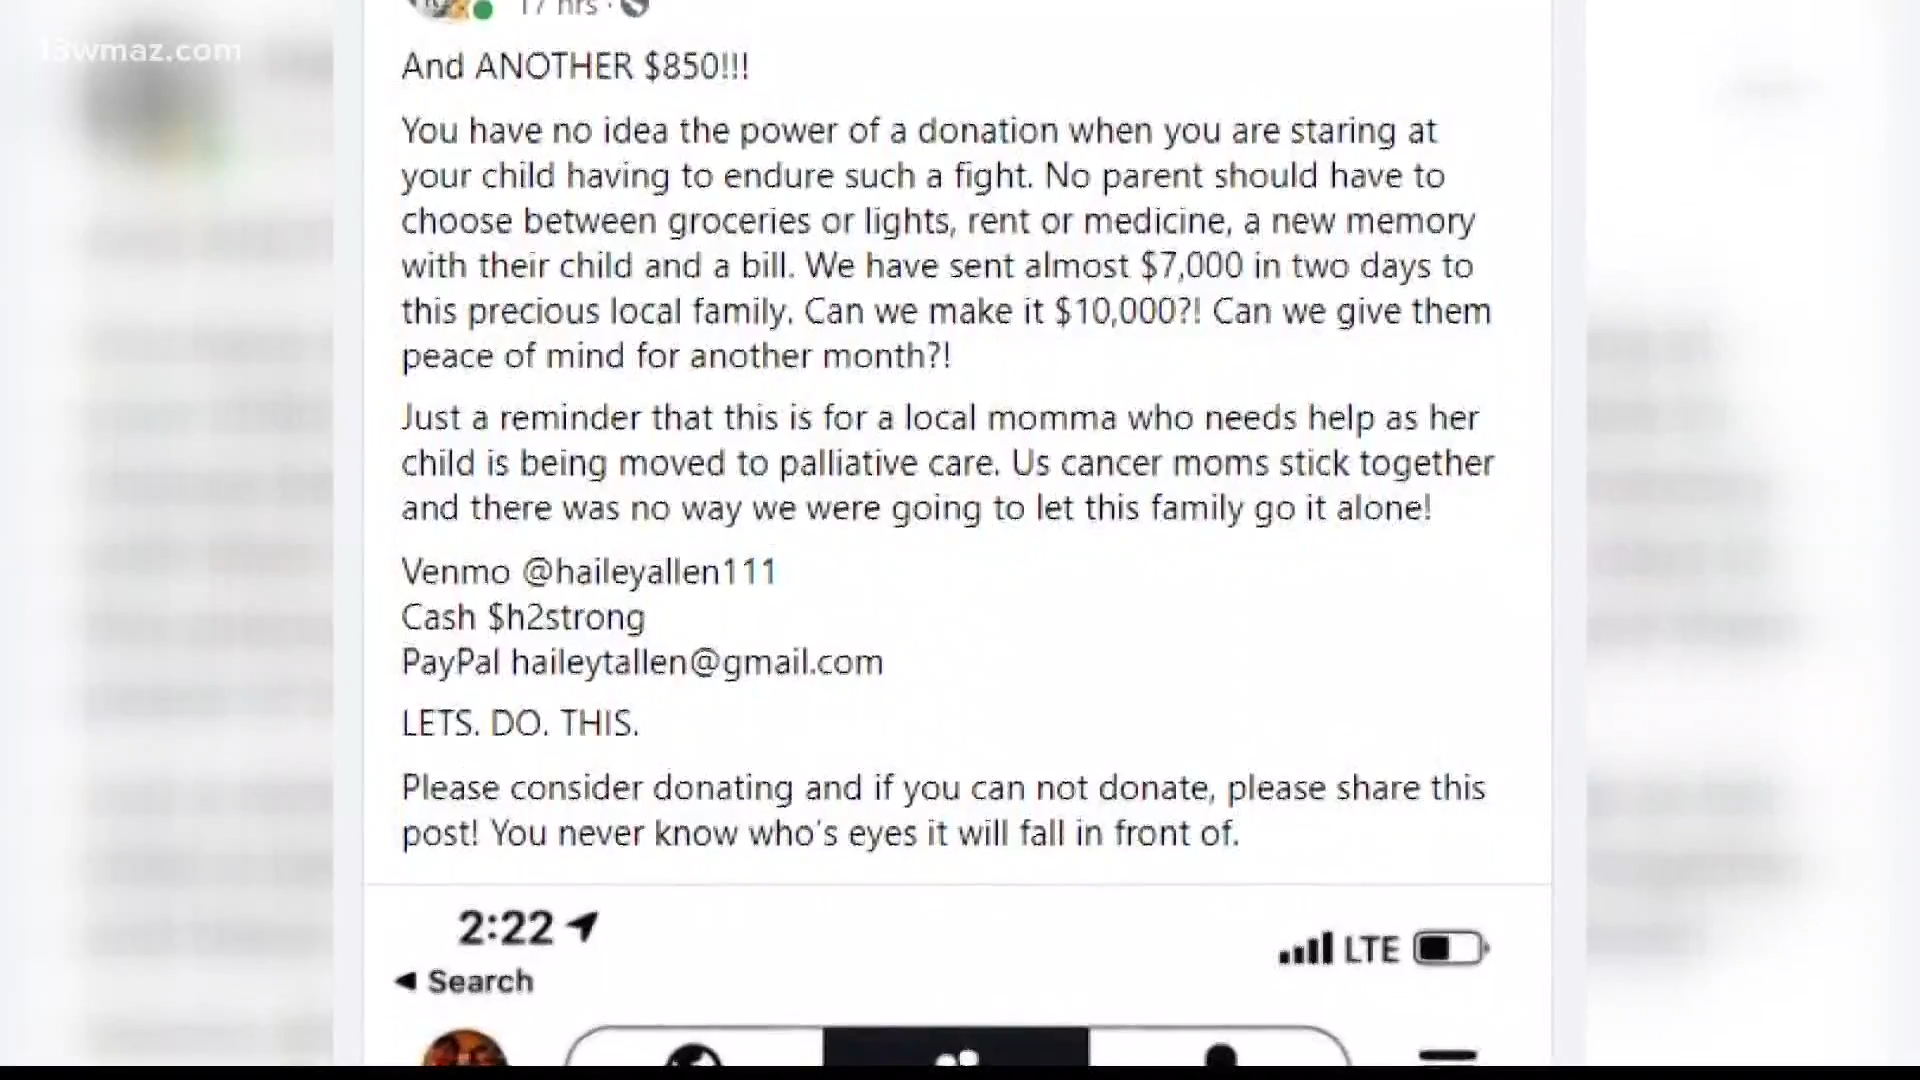 13wmaz.com
17 hrs ·
And ANOTHER $850!!!
You have no idea the power of a donation when you are staring at
your child having to endure such a fight. No parent should have to
choose between groceries or lights, rent or medicine, a new memory
with their child and a bill. We have sent almost $7,000 in two days to
this precious local family. Can we make it $10,000?! Can we give them
peace of mind for another month?!
Just a reminder that this is for a local momma who needs help as her
child is being moved to palliative care. Us cancer moms stick together
and there was no way we were going to let this family go it alone!
Venmo @haileyallen111
Cash $h2strong
PayPal haileytallen@gmail.com
LETS. DO. THIS.
Please consider donating and if you can not donate, please share this
post! You never know who's eyes it will fall in front of.
2:22
LTE
◀ Search